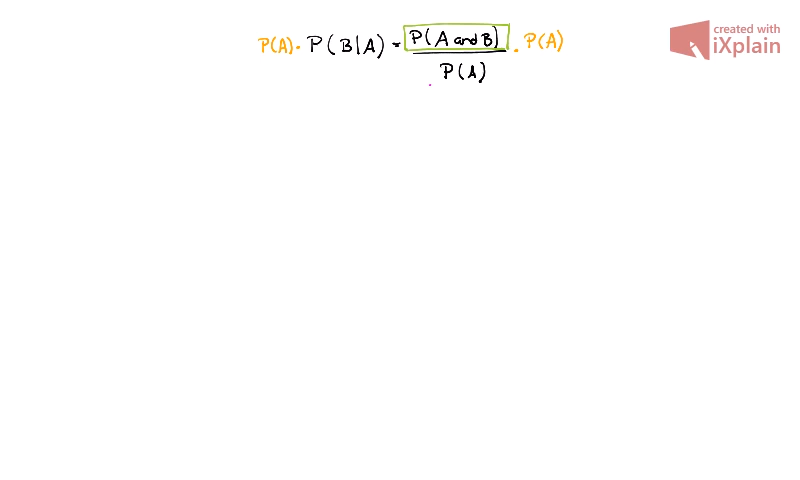 P(A) · P(B|A) = P(A and B) · P(A)
P(A)
created with
iXplain